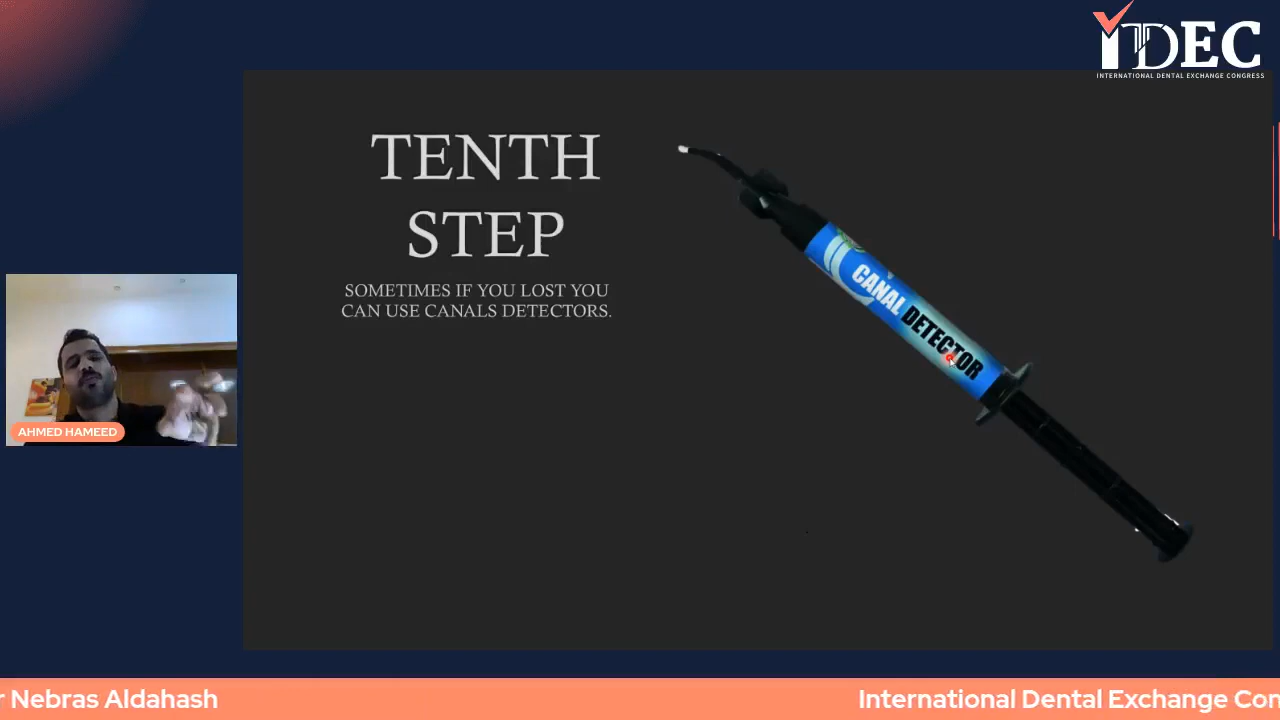 IDEC
INTERNATIONAL DENTAL EXCHANGE CONGRESS
TENTH
STEP
SOMETIMES IF YOU LOST YOU
CAN USE CANALS DETECTORS.
CANAL DETECTOR
AHMED HAMEED
r Nebras Aldahash
International Dental Exchange Con